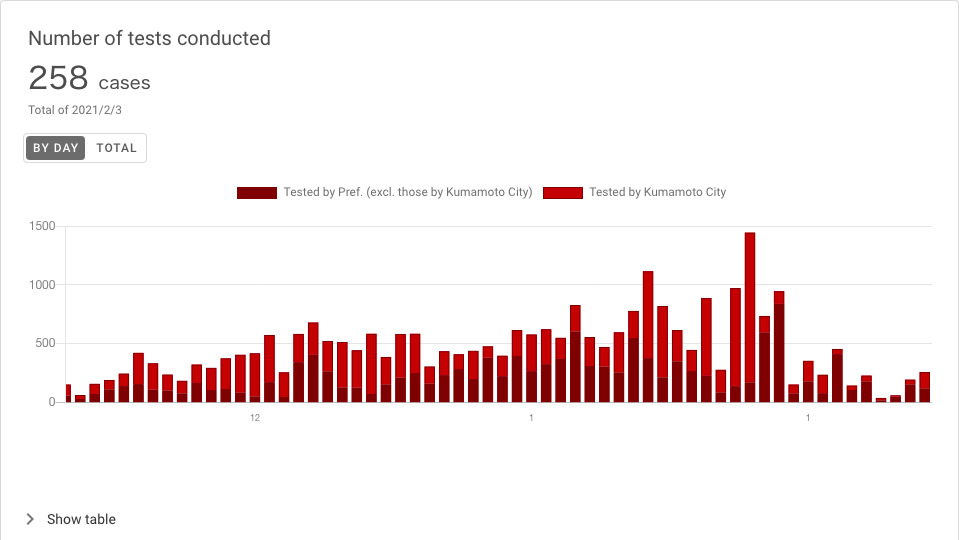 Number of tests conducted
258 cases
Total of 2021/2/3
BY DAY TOTAL
Tested by Pref. (excl. those by Kumamoto City) Tested by Kumamoto City
1500
1000
500
0
12 1 1
Show table